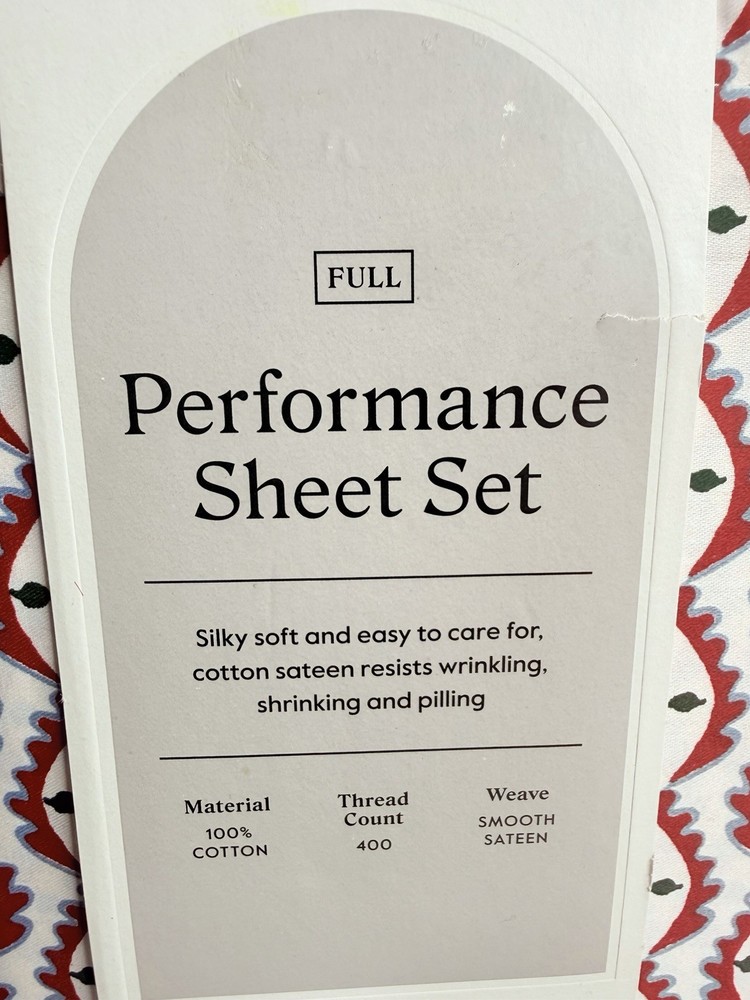 FULL
Performance
Sheet Set
Silky soft and easy to care for,
cotton sateen resists wrinkling,
shrinking and pilling
Material
100%
COTTON
Thread
Count
400
Weave
SMOOTH
SATEEN